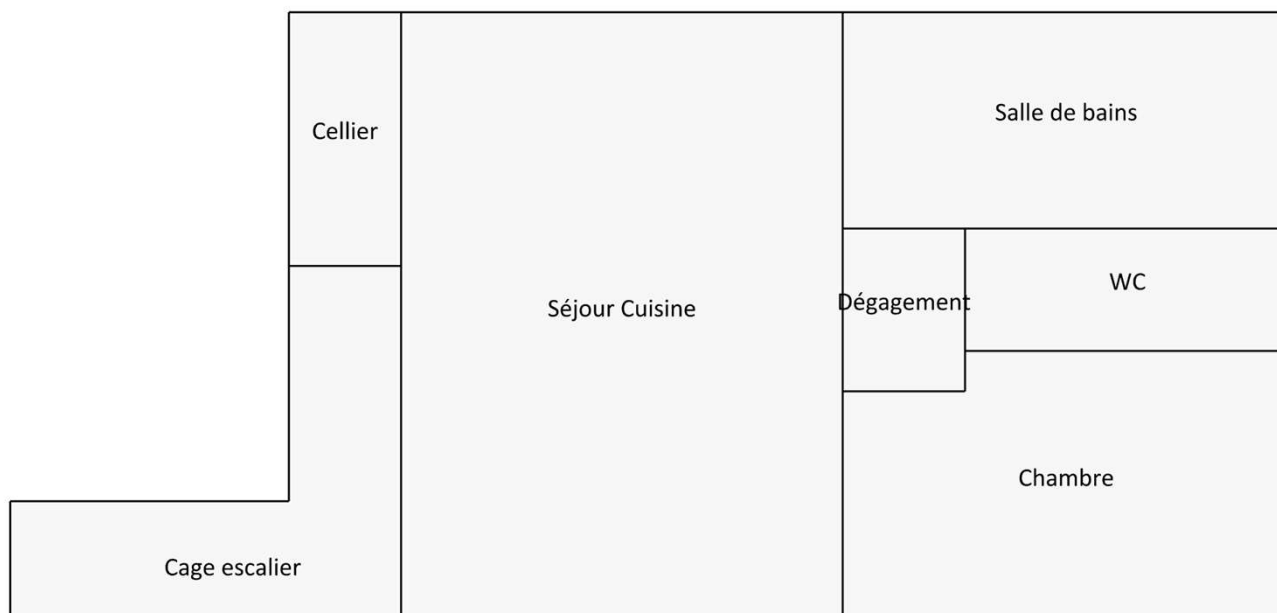 Salle de bains
Cellier
WC
Dégagement
Séjour Cuisine
Chambre
Cage escalier